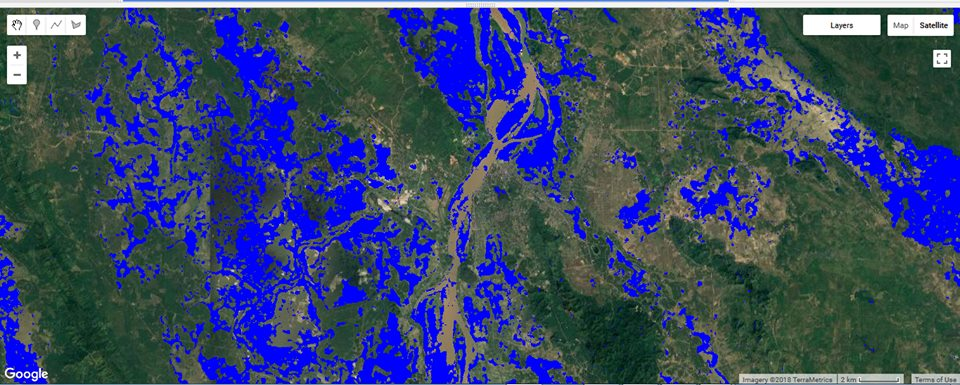 Layers
Map
Satellite
+
−
Google
Imagery ©2018 TerraMetrics
2 km
Terms of Use